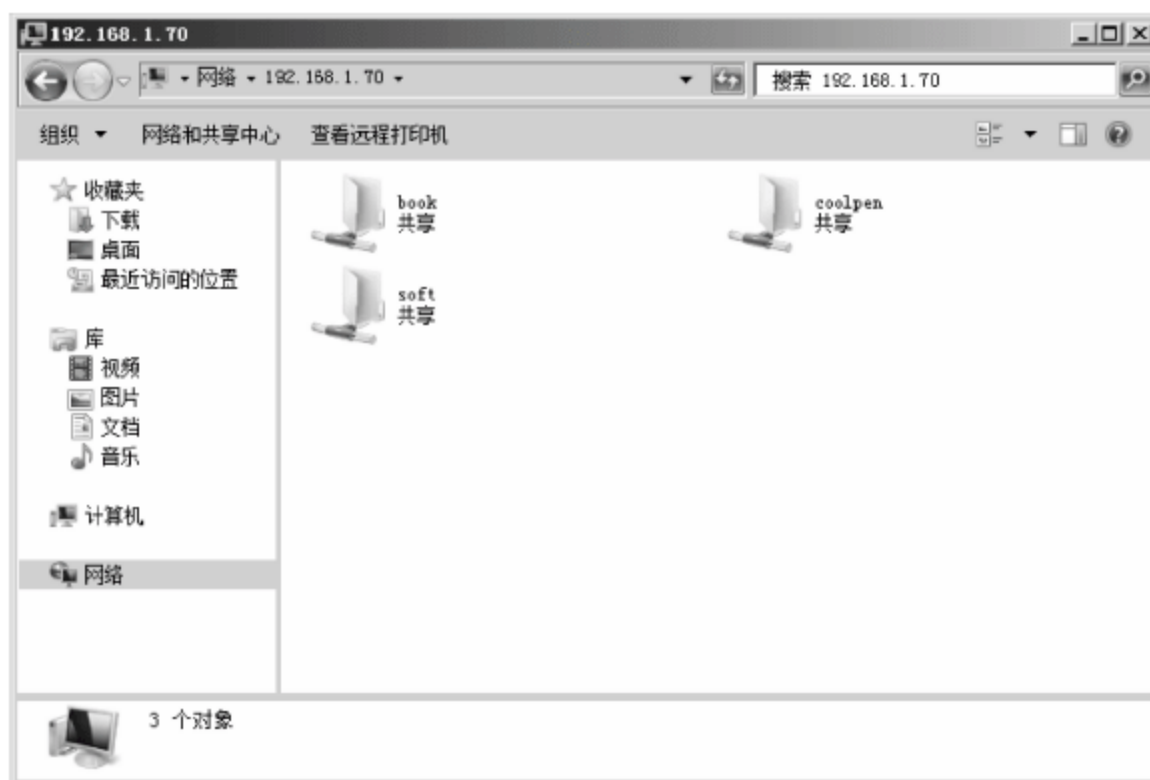 192.168.1.70
网络 192.168.1.70
搜索 192.168.1.70
组织 网络和共享中心 查看远程打印机
收藏夹
下载
桌面
最近访问的位置
库
视频
图片
文档
音乐
计算机
网络
book
共享
coolpen
共享
soft
共享
3 个对象